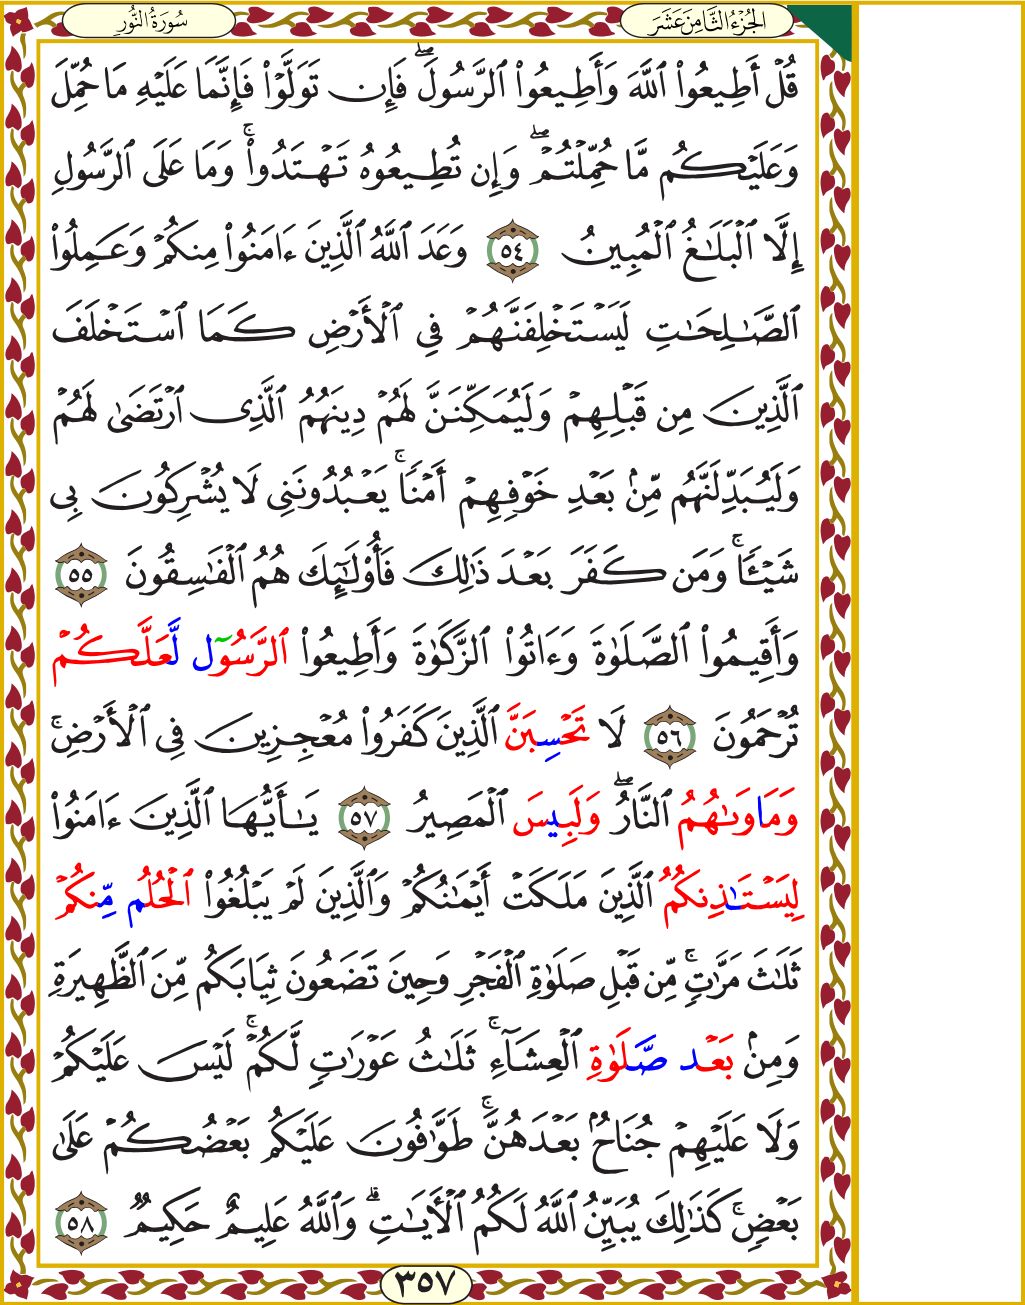 الجُزْءُ الثَّامِنَ عَشَرَ
سُورَةُ النُّورِ
قُلۡ أَطِيعُواْ ٱللَّهَ وَأَطِيعُواْ ٱلرَّسُولَۖ فَإِن تَوَلَّوۡاْ فَإِنَّمَا عَلَيۡهِ مَا حُمِّلَ
وَعَلَيۡكُم مَّا حُمِّلۡتُمۡۖ وَإِن تُطِيعُوهُ تَهۡتَدُواْۚ وَمَا عَلَى ٱلرَّسُولِ
إِلَّا ٱلۡبَلَٰغُ ٱلۡمُبِينُ ٥٤ وَعَدَ ٱللَّهُ ٱلَّذِينَ ءَامَنُواْ مِنكُمۡ وَعَمِلُواْ
ٱلصَّٰلِحَٰتِ لَيَسۡتَخۡلِفَنَّهُمۡ فِي ٱلۡأَرۡضِ كَمَا ٱسۡتَخۡلَفَ
ٱلَّذِينَ مِن قَبۡلِهِمۡ وَلَيُمَكِّنَنَّ لَهُمۡ دِينَهُمُ ٱلَّذِي ٱرۡتَضَىٰ لَهُمۡ
وَلَيُبَدِّلَنَّهُم مِّنۢ بَعۡدِ خَوۡفِهِمۡ أَمۡنٗاۚ يَعۡبُدُونَنِي لَا يُشۡرِكُونَ بِي
شَيۡـٔٗاۚ وَمَن كَفَرَ بَعۡدَ ذَٰلِكَ فَأُوْلَٰٓئِكَ هُمُ ٱلۡفَٰسِقُونَ ٥٥
وَأَقِيمُواْ ٱلصَّلَوٰةَ وَءَاتُواْ ٱلزَّكَوٰةَ وَأَطِيعُواْ ٱلرَّسُوٓل لَّعَلَّكُمۡ
تُرۡحَمُونَ ٥٦ لَا تَحۡسِبَنَّ ٱلَّذِينَ كَفَرُواْ مُعۡجِزِينَ فِي ٱلۡأَرۡضِۚ
وَمَاوَىٰهُمُ ٱلنَّارُۖ وَلَبِيسَ ٱلۡمَصِيرُ ٥٧ يَٰٓأَيُّهَا ٱلَّذِينَ ءَامَنُواْ
لِيَسۡتَاذِنكُمُ ٱلَّذِينَ مَلَكَتۡ أَيۡمَٰنُكُمۡ وَٱلَّذِينَ لَمۡ يَبۡلُغُواْ ٱلۡحُلُم مِّنكُمۡ
ثَلَٰثَ مَرَّٰتٖۚ مِّن قَبۡلِ صَلَوٰةِ ٱلۡفَجۡرِ وَحِينَ تَضَعُونَ ثِيَابَكُم مِّنَ ٱلظَّهِيرَةِ
وَمِنۢ بَعۡد صَّلَوٰةِ ٱلۡعِشَآءِۚ ثَلَٰثُ عَوۡرَٰتٖ لَّكُمۡۚ لَيۡسَ عَلَيۡكُمۡ
وَلَا عَلَيۡهِمۡ جُنَاحُۢ بَعۡدَهُنَّۚ طَوَّٰفُونَ عَلَيۡكُم بَعۡضُكُمۡ عَلَىٰ
بَعۡضٖۚ كَذَٰلِكَ يُبَيِّنُ ٱللَّهُ لَكُمُ ٱلۡأٓيَٰتِۗ وَٱللَّهُ عَلِيمٌ حَكِيمٞ ٥٨
٣٥٧